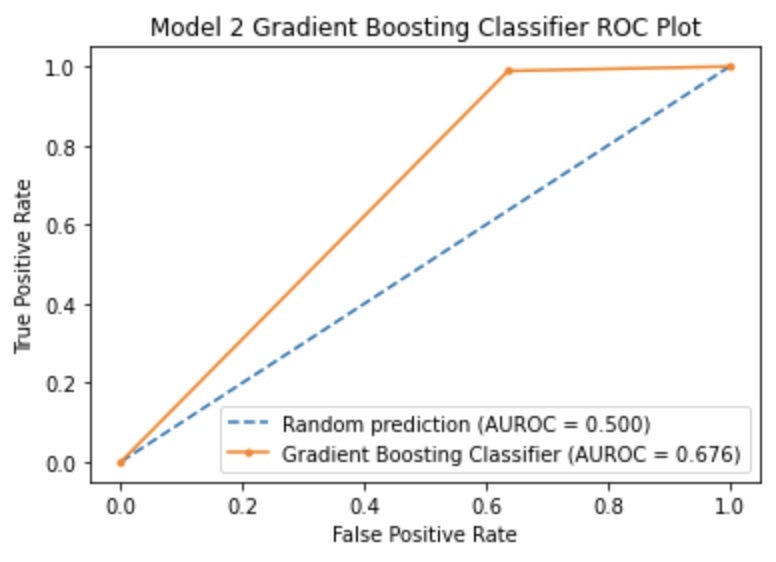 Model 2 Gradient Boosting Classifier ROC Plot
1.0
0.8
0.6
0.4
0.2
0.0
True Positive Rate
Random prediction (AUROC = 0.500)
Gradient Boosting Classifier (AUROC = 0.676)
0.0 0.2 0.4 0.6 0.8 1.0
False Positive Rate